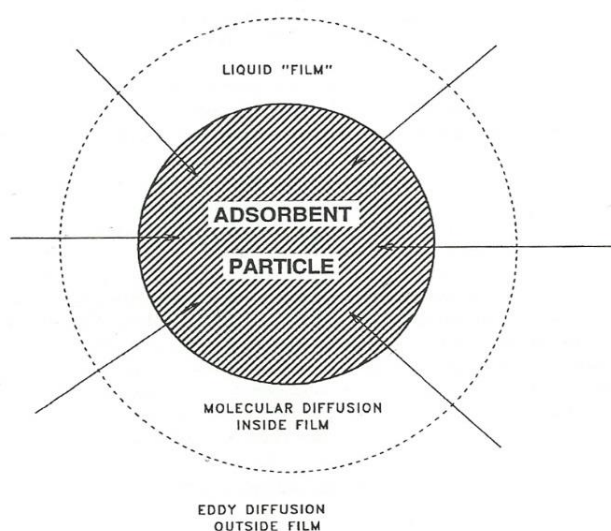 LIQUID "FILM"
ADSORBENT
PARTICLE
MOLECULAR DIFFUSION
INSIDE FILM
EDDY DIFFUSION
OUTSIDE FILM